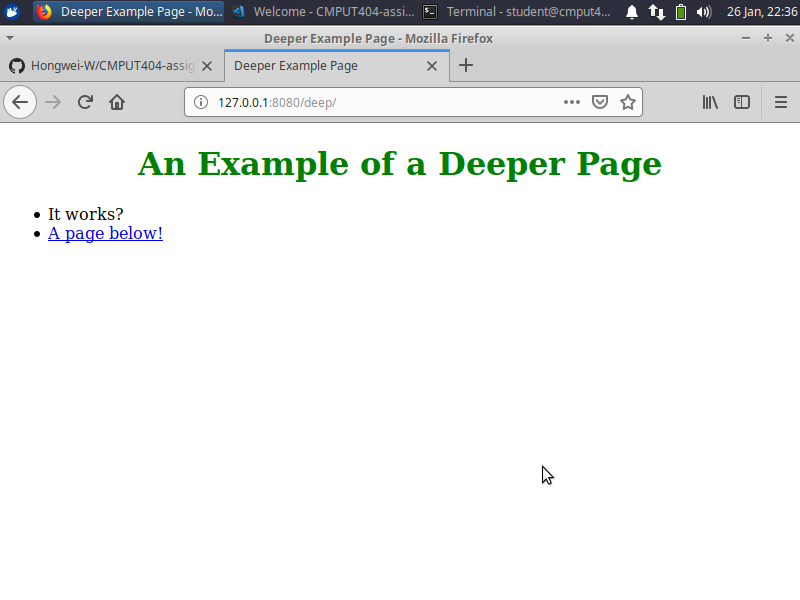 Deeper Example Page - Mo...
Welcome - CMPUT404-assi...
Terminal - student@cmput4...
26 Jan, 22:36
Deeper Example Page - Mozilla Firefox
Hongwei-W/CMPUT404-assig
Deeper Example Page
127.0.0.1:8080/deep/
An Example of a Deeper Page
• It works?
• A page below!